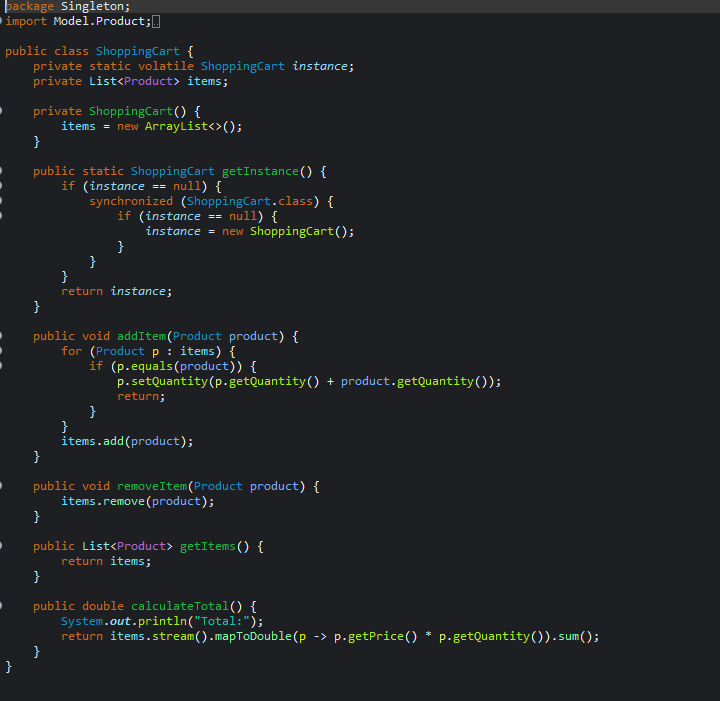 package Singleton;
import Model.Product;

public class ShoppingCart {
    private static volatile ShoppingCart instance;
    private List<Product> items;

    private ShoppingCart() {
        items = new ArrayList<>();
    }

    public static ShoppingCart getInstance() {
        if (instance == null) {
            synchronized (ShoppingCart.class) {
                if (instance == null) {
                    instance = new ShoppingCart();
                }
            }
        }
        return instance;
    }

    public void addItem(Product product) {
        for (Product p : items) {
            if (p.equals(product)) {
                p.setQuantity(p.getQuantity() + product.getQuantity());
                return;
            }
        }
        items.add(product);
    }

    public void removeItem(Product product) {
        items.remove(product);
    }

    public List<Product> getItems() {
        return items;
    }

    public double calculateTotal() {
        System.out.println("Total:");
        return items.stream().mapToDouble(p -> p.getPrice() * p.getQuantity()).sum();
    }
}